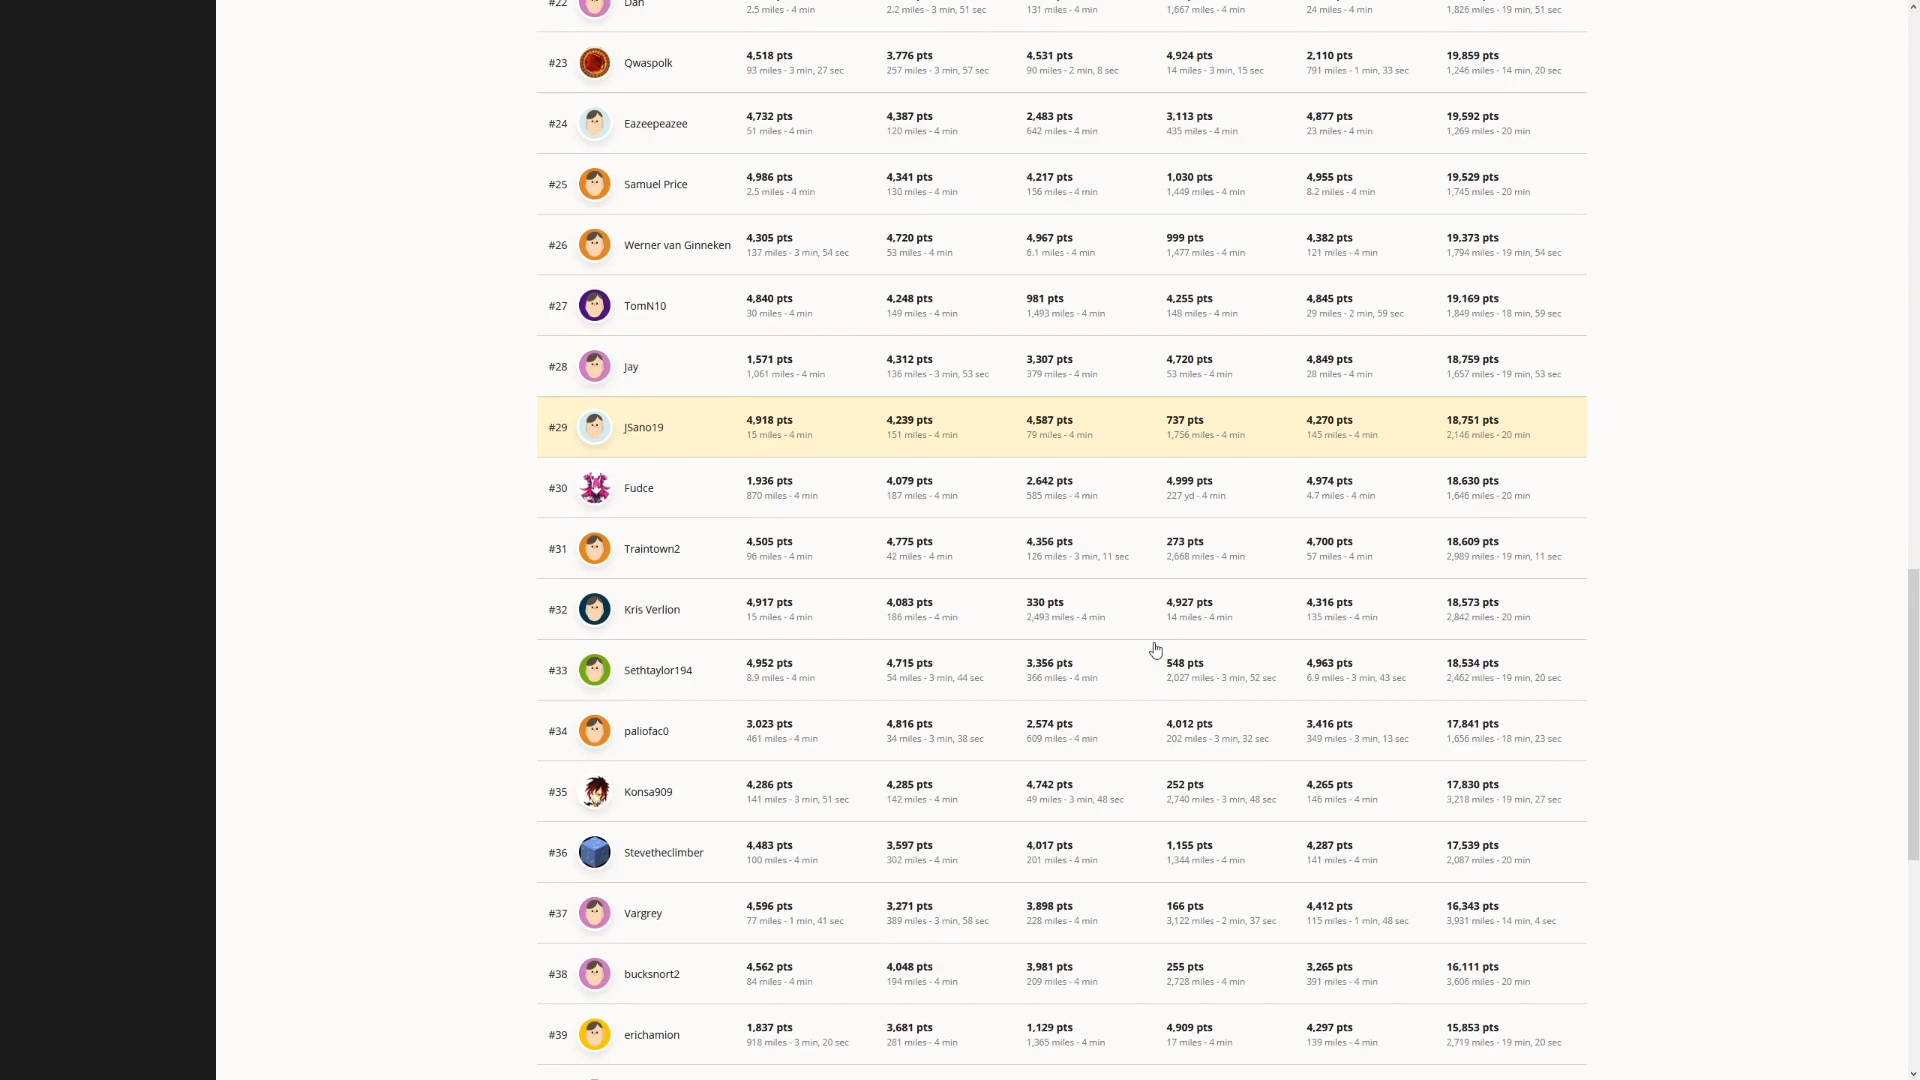 #22 Dan
2.5 miles - 4 min 2.2 miles - 3 min, 51 sec 131 miles - 4 min 1,667 miles - 4 min 24 miles - 4 min 1,826 miles - 19 min, 51 sec
4,518 pts 3,776 pts 4,531 pts 4,924 pts 2,110 pts 19,859 pts
#23 Qwaspolk
93 miles - 3 min, 27 sec 257 miles - 3 min, 57 sec 90 miles - 2 min, 8 sec 14 miles - 3 min, 15 sec 791 miles - 1 min, 33 sec 1,246 miles - 14 min, 20 sec
4,732 pts 4,387 pts 2,483 pts 3,113 pts 4,877 pts 19,592 pts
#24 Eazeepeazee
51 miles - 4 min 120 miles - 4 min 642 miles - 4 min 435 miles - 4 min 23 miles - 4 min 1,269 miles - 20 min
4,986 pts 4,341 pts 4,217 pts 1,030 pts 4,955 pts 19,529 pts
#25 Samuel Price
2.5 miles - 4 min 130 miles - 4 min 156 miles - 4 min 1,449 miles - 4 min 8.2 miles - 4 min 1,745 miles - 20 min
4,305 pts 4,720 pts 4,967 pts 999 pts 4,382 pts 19,373 pts
#26 Werner van Ginneken
137 miles - 3 min, 54 sec 53 miles - 4 min 6.1 miles - 4 min 1,477 miles - 4 min 121 miles - 4 min 1,794 miles - 19 min, 54 sec
4,840 pts 4,248 pts 981 pts 4,255 pts 4,845 pts 19,169 pts
#27 TomN10
30 miles - 4 min 149 miles - 4 min 1,493 miles - 4 min 148 miles - 4 min 29 miles - 2 min, 59 sec 1,849 miles - 18 min, 59 sec
1,571 pts 4,312 pts 3,307 pts 4,720 pts 4,849 pts 18,759 pts
#28 Jay
1,061 miles - 4 min 136 miles - 3 min, 53 sec 379 miles - 4 min 53 miles - 4 min 28 miles - 4 min 1,657 miles - 19 min, 53 sec
4,918 pts 4,239 pts 4,587 pts 737 pts 4,270 pts 18,751 pts
#29 JSano19
15 miles - 4 min 151 miles - 4 min 79 miles - 4 min 1,756 miles - 4 min 145 miles - 4 min 2,146 miles - 20 min
1,936 pts 4,079 pts 2,642 pts 4,999 pts 4,974 pts 18,630 pts
#30 Fudce
870 miles - 4 min 187 miles - 4 min 585 miles - 4 min 227 yd - 4 min 4.7 miles - 4 min 1,646 miles - 20 min
4,505 pts 4,775 pts 4,356 pts 273 pts 4,700 pts 18,609 pts
#31 Traintown2
96 miles - 4 min 42 miles - 4 min 126 miles - 3 min, 11 sec 2,668 miles - 4 min 57 miles - 4 min 2,989 miles - 19 min, 11 sec
4,917 pts 4,083 pts 330 pts 4,927 pts 4,316 pts 18,573 pts
#32 Kris Verlion
15 miles - 4 min 186 miles - 4 min 2,493 miles - 4 min 14 miles - 4 min 135 miles - 4 min 2,842 miles - 20 min
4,952 pts 4,715 pts 3,356 pts 548 pts 4,963 pts 18,534 pts
#33 Sethtaylor194
8.9 miles - 4 min 54 miles - 3 min, 44 sec 366 miles - 4 min 2,027 miles - 3 min, 52 sec 6.9 miles - 3 min, 43 sec 2,462 miles - 19 min, 20 sec
3,023 pts 4,816 pts 2,574 pts 4,012 pts 3,416 pts 17,841 pts
#34 paliofac0
461 miles - 4 min 34 miles - 3 min, 38 sec 609 miles - 4 min 202 miles - 3 min, 32 sec 349 miles - 3 min, 13 sec 1,656 miles - 18 min, 23 sec
4,286 pts 4,285 pts 4,742 pts 252 pts 4,265 pts 17,830 pts
#35 Konsa909
141 miles - 3 min, 51 sec 142 miles - 4 min 49 miles - 3 min, 48 sec 2,740 miles - 3 min, 48 sec 146 miles - 4 min 3,218 miles - 19 min, 27 sec
4,483 pts 3,597 pts 4,017 pts 1,155 pts 4,287 pts 17,539 pts
#36 Stevetheclimber
100 miles - 4 min 302 miles - 4 min 201 miles - 4 min 1,344 miles - 4 min 141 miles - 4 min 2,087 miles - 20 min
4,596 pts 3,271 pts 3,898 pts 166 pts 4,412 pts 16,343 pts
#37 Vargrey
77 miles - 1 min, 41 sec 389 miles - 3 min, 58 sec 228 miles - 4 min 3,122 miles - 2 min, 37 sec 115 miles - 1 min, 48 sec 3,931 miles - 14 min, 4 sec
4,562 pts 4,048 pts 3,981 pts 255 pts 3,265 pts 16,111 pts
#38 bucksnort2
84 miles - 4 min 194 miles - 4 min 209 miles - 4 min 2,728 miles - 4 min 391 miles - 4 min 3,606 miles - 20 min
1,837 pts 3,681 pts 1,129 pts 4,909 pts 4,297 pts 15,853 pts
#39 erichamion
918 miles - 3 min, 20 sec 281 miles - 4 min 1,365 miles - 4 min 17 miles - 4 min 139 miles - 4 min 2,719 miles - 19 min, 20 sec